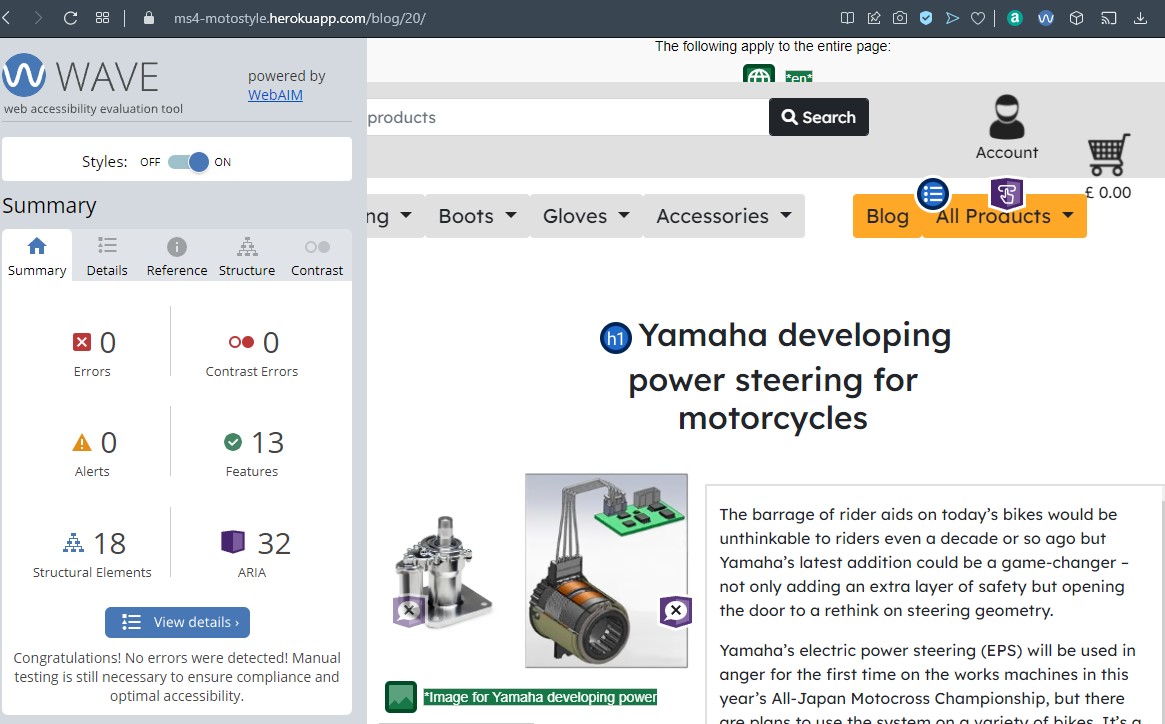 ms4-motostyle.herokuapp.com/blog/20/
WAVE
web accessibility evaluation tool
powered by
WebAIM
Styles: OFF ON
Summary
Summary Details Reference Structure Contrast
0 0
Errors Contrast Errors
0 13
Alerts Features
18 32
Structural Elements ARIA
View details ›
Congratulations! No errors were detected! Manual
testing is still necessary to ensure compliance and
optimal accessibility.
The following apply to the entire page:
*en*
products
Search
Account
£ 0.00
ng Boots Gloves Accessories Blog All Products
h1 Yamaha developing
power steering for
motorcycles
*Image for Yamaha developing power
The barrage of rider aids on today’s bikes would be
unthinkable to riders even a decade or so ago but
Yamaha’s latest addition could be a game-changer –
not only adding an extra layer of safety but opening
the door to a rethink on steering geometry.
Yamaha’s electric power steering (EPS) will be used in
anger for the first time on the works machines in this
year’s All-Japan Motocross Championship, but there
are plans to use the system on a variety of bikes. It’s a